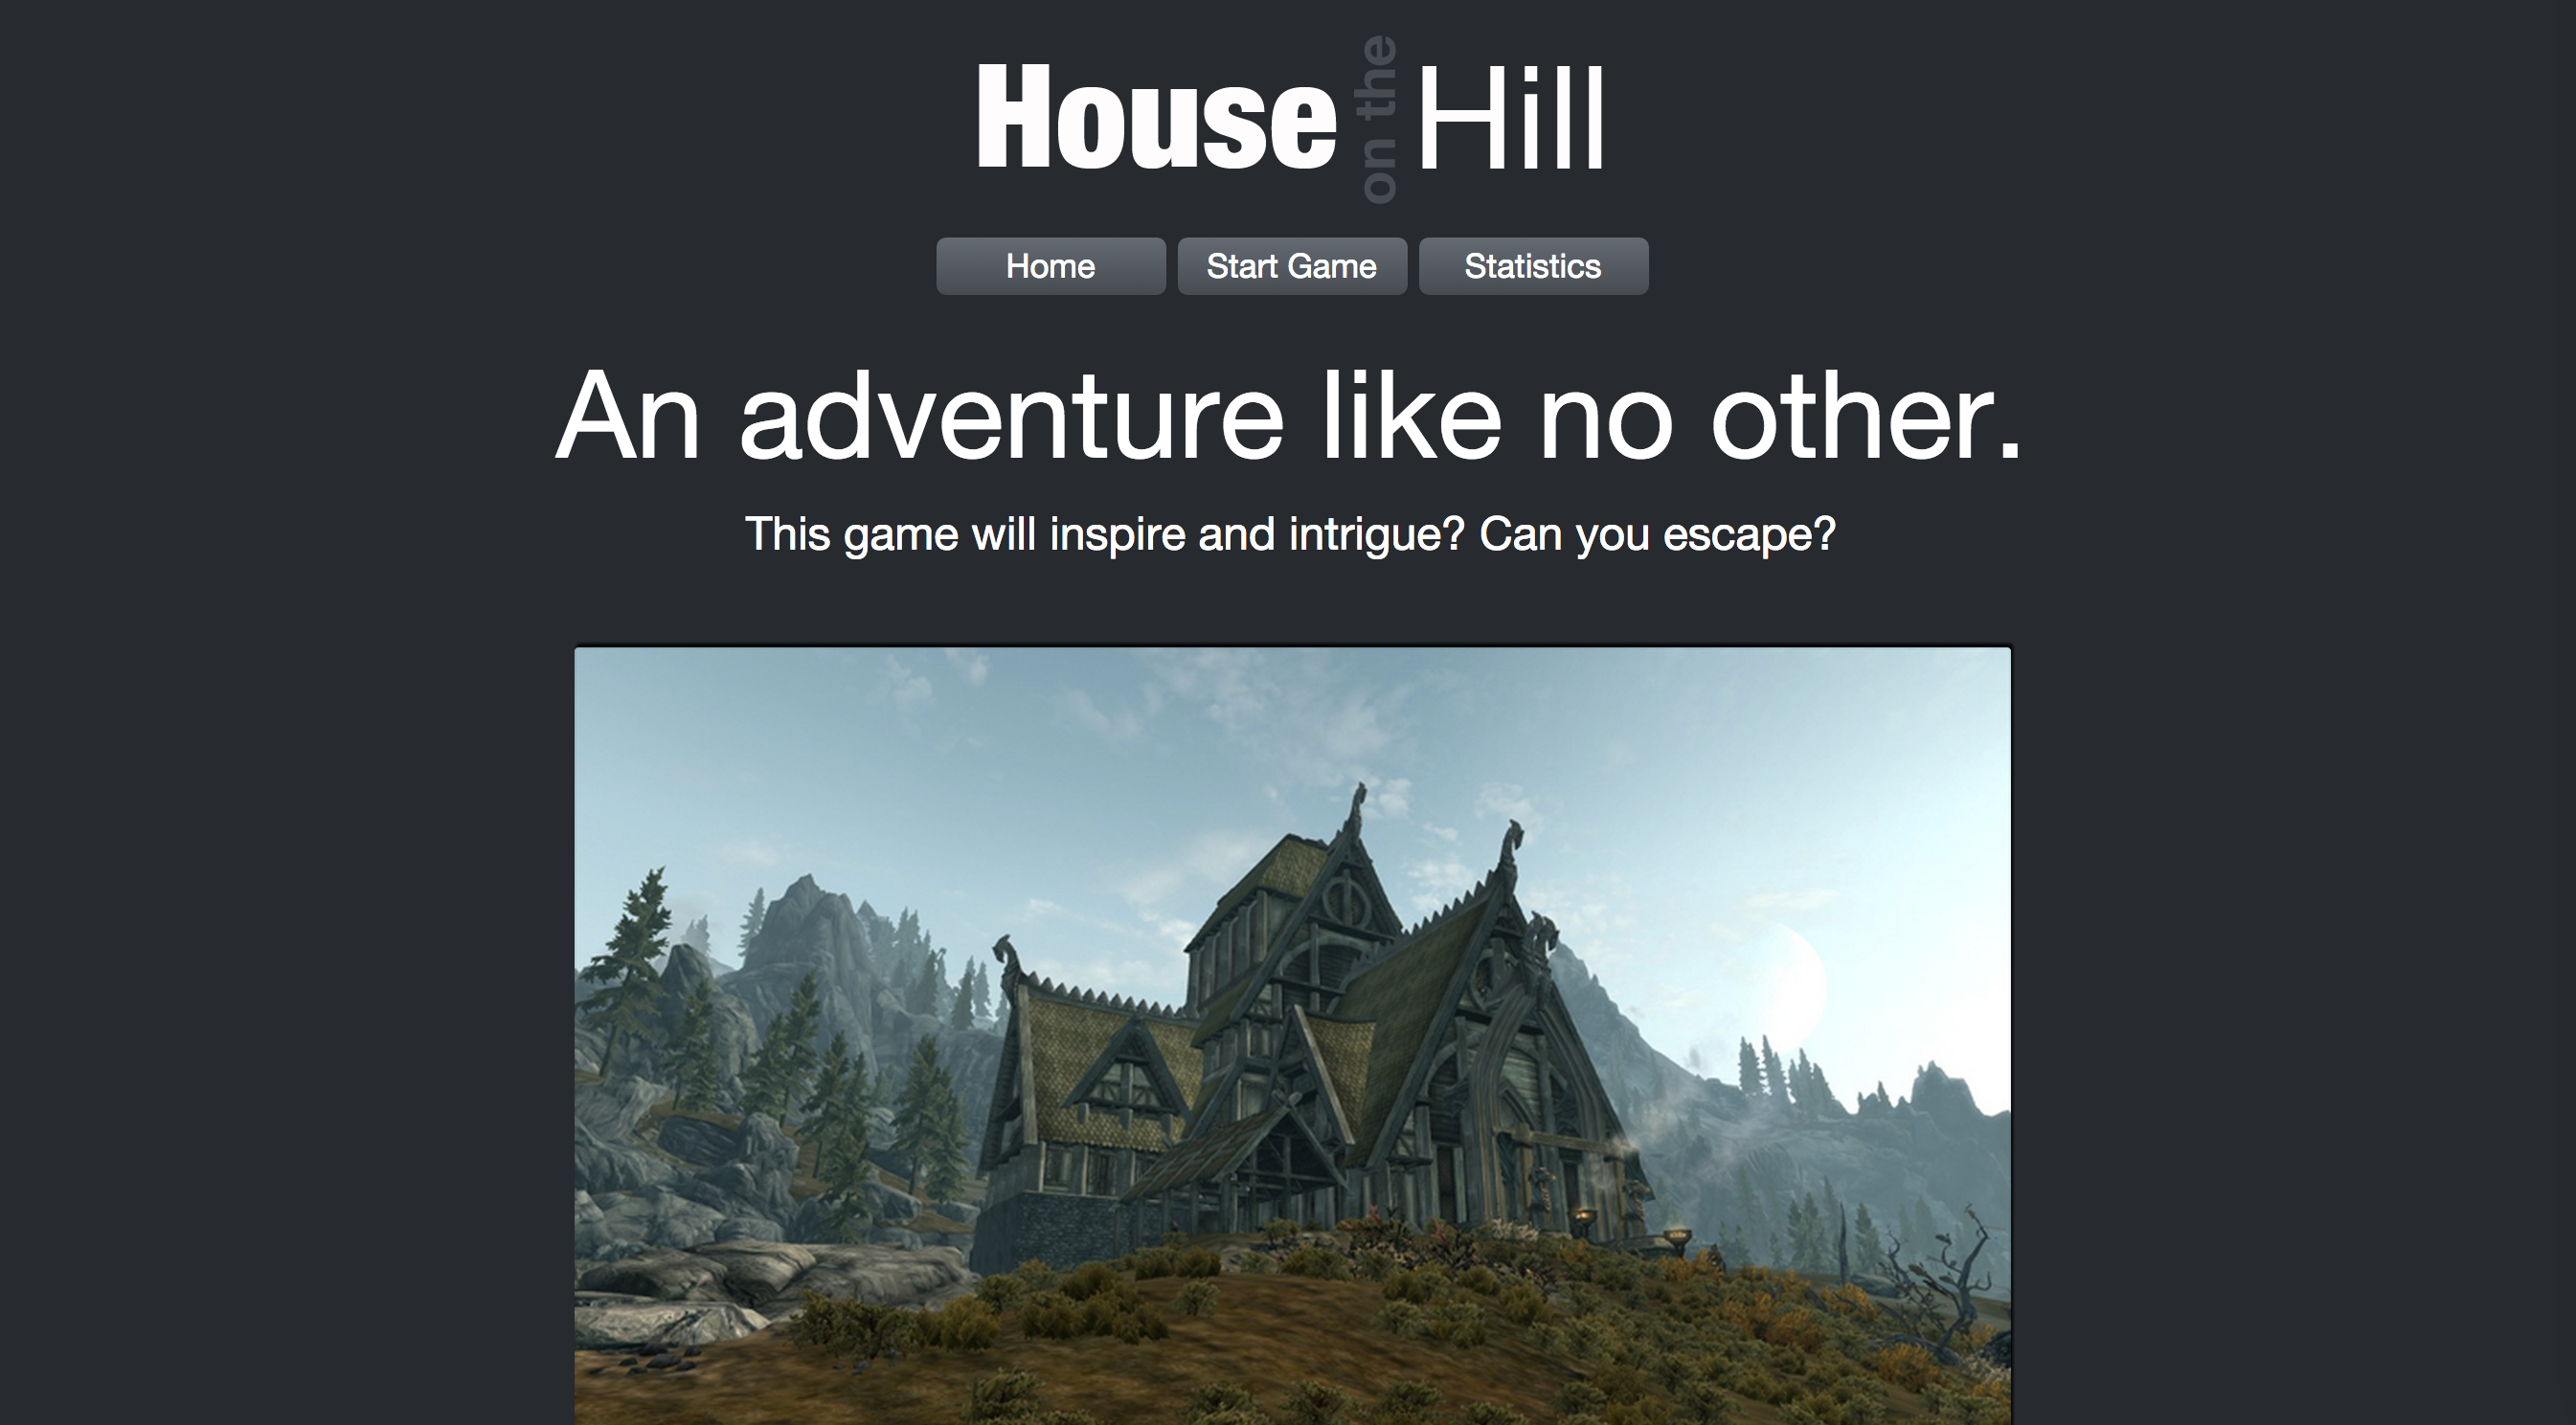 House on the Hill
Home Start Game Statistics
An adventure like no other.
This game will inspire and intrigue? Can you escape?